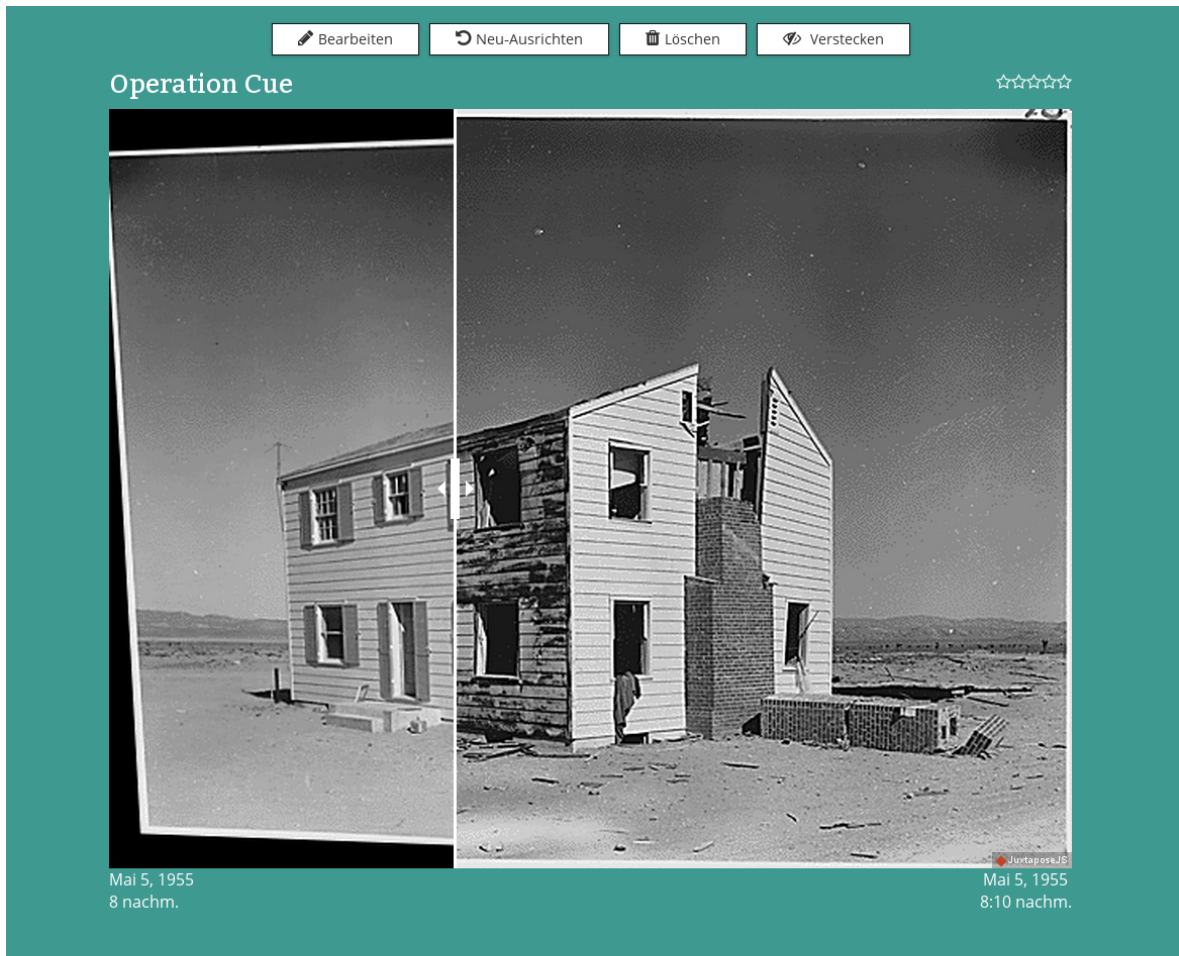 Bearbeiten
Neu-Ausrichten
Löschen
Verstecken
Operation Cue
JuxtaposeJS
Mai 5, 1955
8 nachm.
Mai 5, 1955
8:10 nachm.